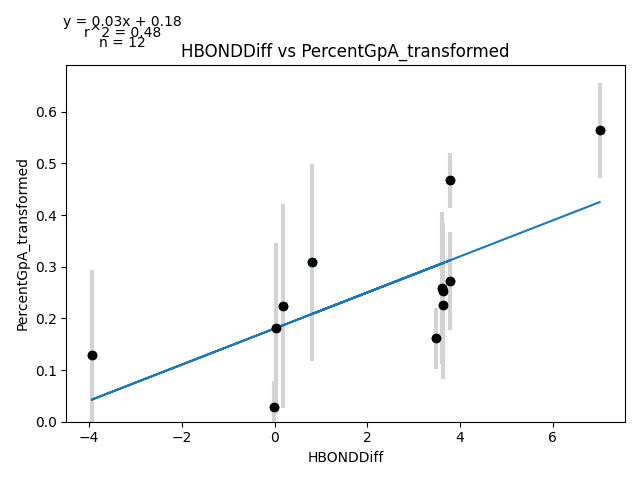 y = 0.03x + 0.18
r^2 = 0.48
n = 12
HBONDDiff vs PercentGpA_transformed
PercentGpA_transformed
0.6
0.5
0.4
0.3
0.2
0.1
0.0
−4
−2
0
2
4
6
HBONDDiff